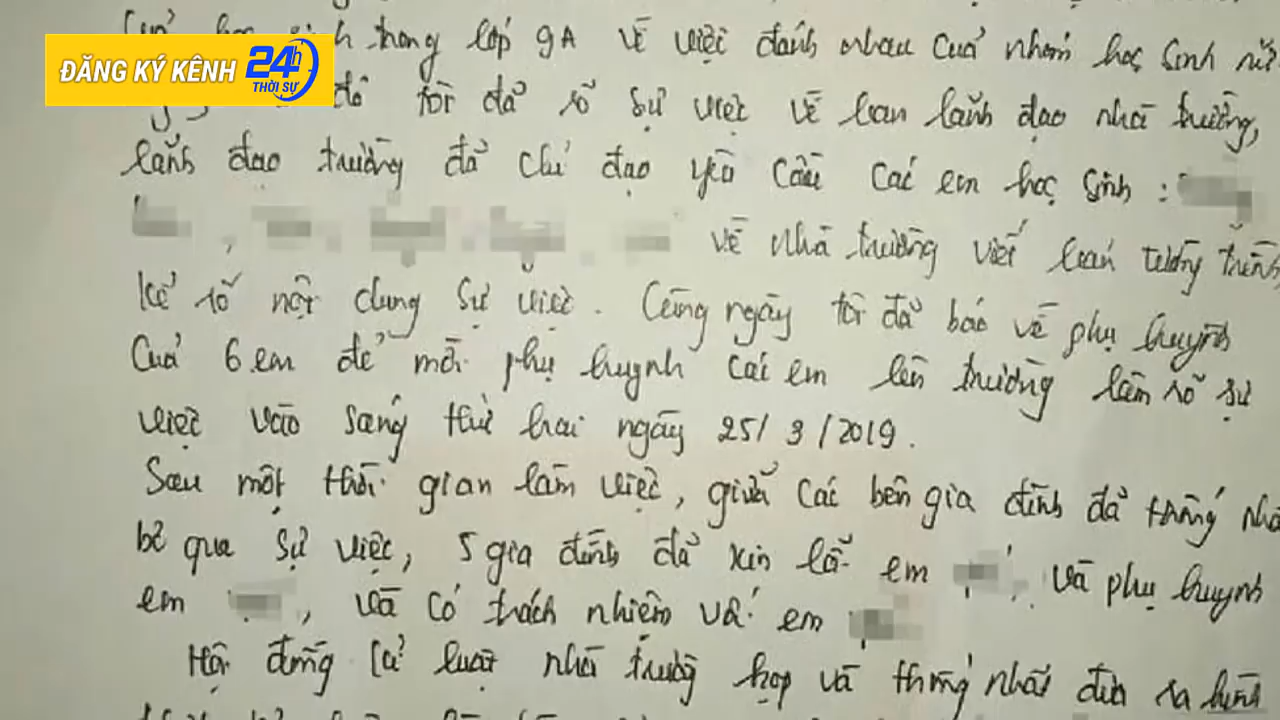 trong lớp 9A về việc đánh nhau của nhóm học sinh nữ
ĐĂNG KÝ KÊNH 24h THỜI SỰ
đó tôi đã rõ sự việc về ban lãnh đạo nhà trường,
lãnh đạo trường đã chỉ đạo yêu cầu các em học sinh :
, , về nhà trường viết bản tường trình
kể rõ nội dung sự việc. Cùng ngày tôi đã báo về phụ huynh
của 6 em để mời phụ huynh các em lên trường làm rõ sự
việc vào sáng thứ hai ngày 25/3/2019.
Sau một thời gian làm việc, giữa các bên gia đình đã thống
bỏ qua sự việc, 5 gia đình đã xin lỗi em , và phụ huynh
em , và có trách nhiệm với em
Hội đồng kỉ luật nhà trường họp và thống nhất đưa ra hình